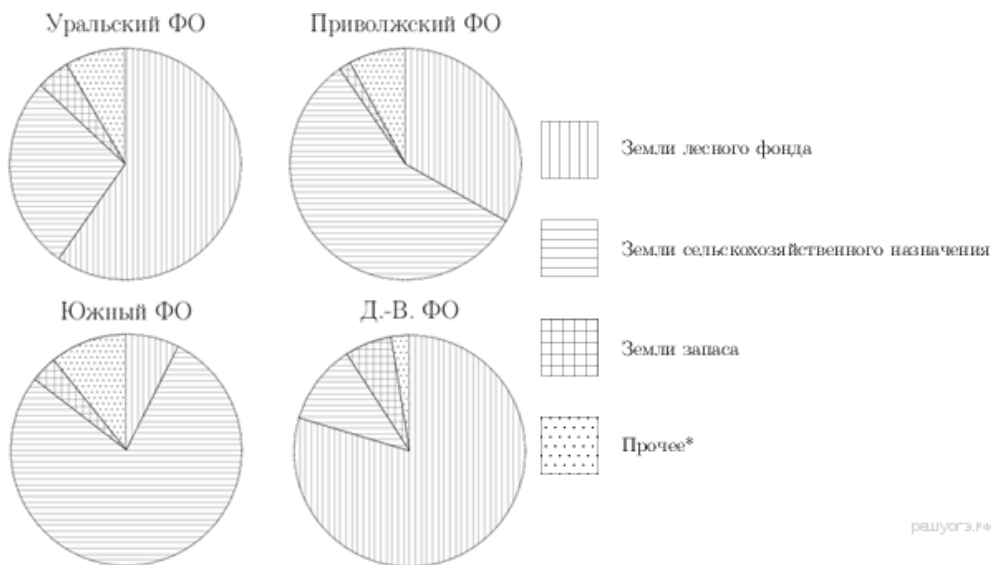 Уральский ФО
Приволжский ФО
Земли лесного фонда
Земли сельскохозяйственного назначения
Южный ФО
Д.-В. ФО
Земли запаса
Прочее*
решуогэ.рф